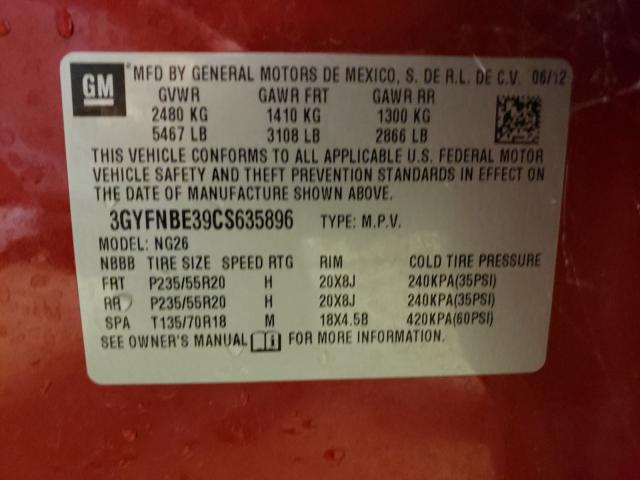 GM *MFD BY GENERAL MOTORS DE MEXICO, S. DE R.L. DE C.V. 06/12
GVWR GAWR FRT GAWR RR
2480 KG 1410 KG 1300 KG
5467 LB 3108 LB 2866 LB
THIS VEHICLE CONFORMS TO ALL APPLICABLE U.S. FEDERAL MOTOR
VEHICLE SAFETY AND THEFT PREVENTION STANDARDS IN EFFECT ON
THE DATE OF MANUFACTURE SHOWN ABOVE.
3GYFNBE39CS635896 TYPE: M.P.V.
MODEL: NG26
NBBB TIRE SIZE SPEED RTG RIM COLD TIRE PRESSURE
FRT P235/55R20 H 20X8J 240KPA(35PSI)
RR P235/55R20 H 20X8J 240KPA(35PSI)
SPA T135/70R18 M 18X4.5B 420KPA(60PSI)
SEE OWNER'S MANUAL FOR MORE INFORMATION.